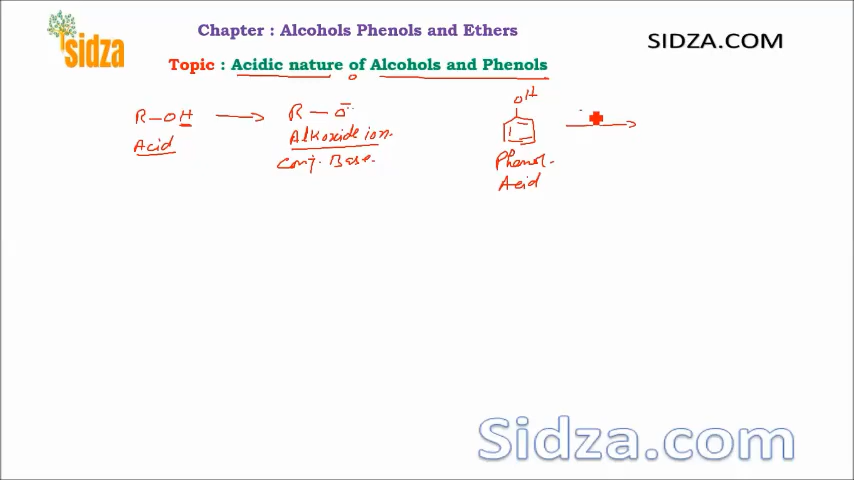 sidza
Chapter : Alcohols Phenols and Ethers
SIDZA.COM
Topic : Acidic nature of Alcohols and Phenols
R—OH ⟶ R—Ō
Acid
Alkoxide ion.
Conj. Base.
OH
Phenol.
Acid
Sidza.com